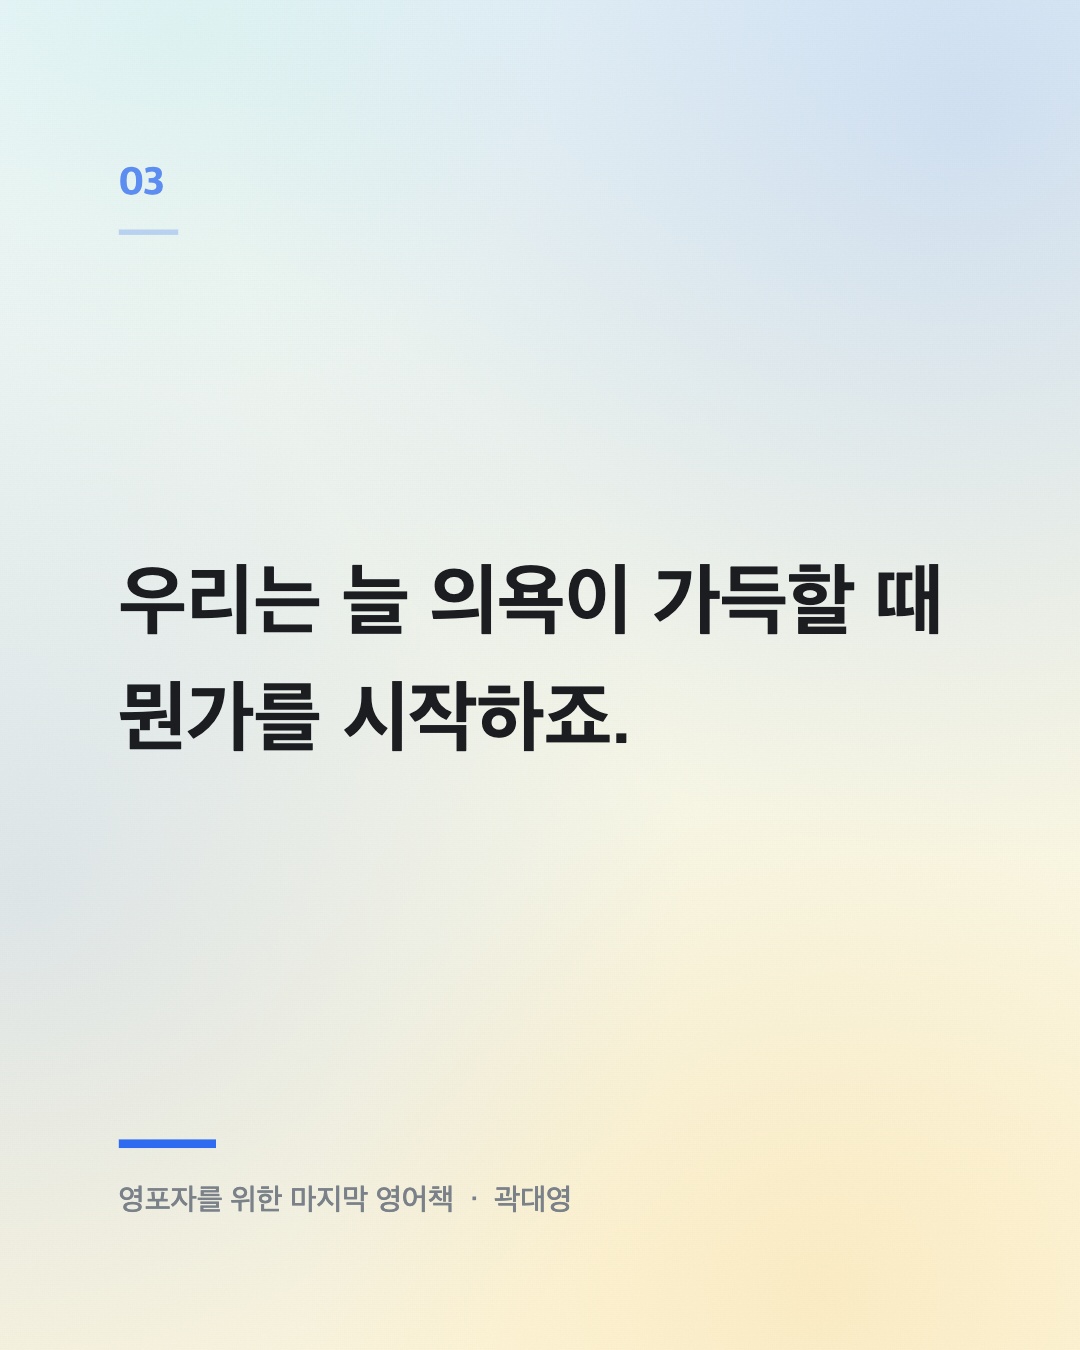 03
우리는 늘 의욕이 가득할 때
뭔가를 시작하죠.
영포자를 위한 마지막 영어책 · 곽대영